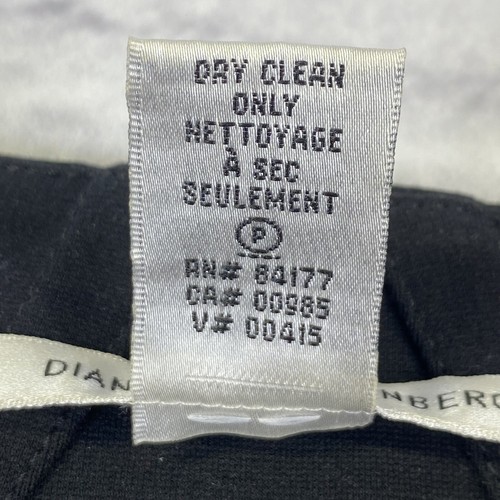 DRY CLEAN
ONLY
NETTOYAGE
À SEC
SEULEMENT
P
RN# 84177
CA# 00985
V# 00415
DIAN NBERG